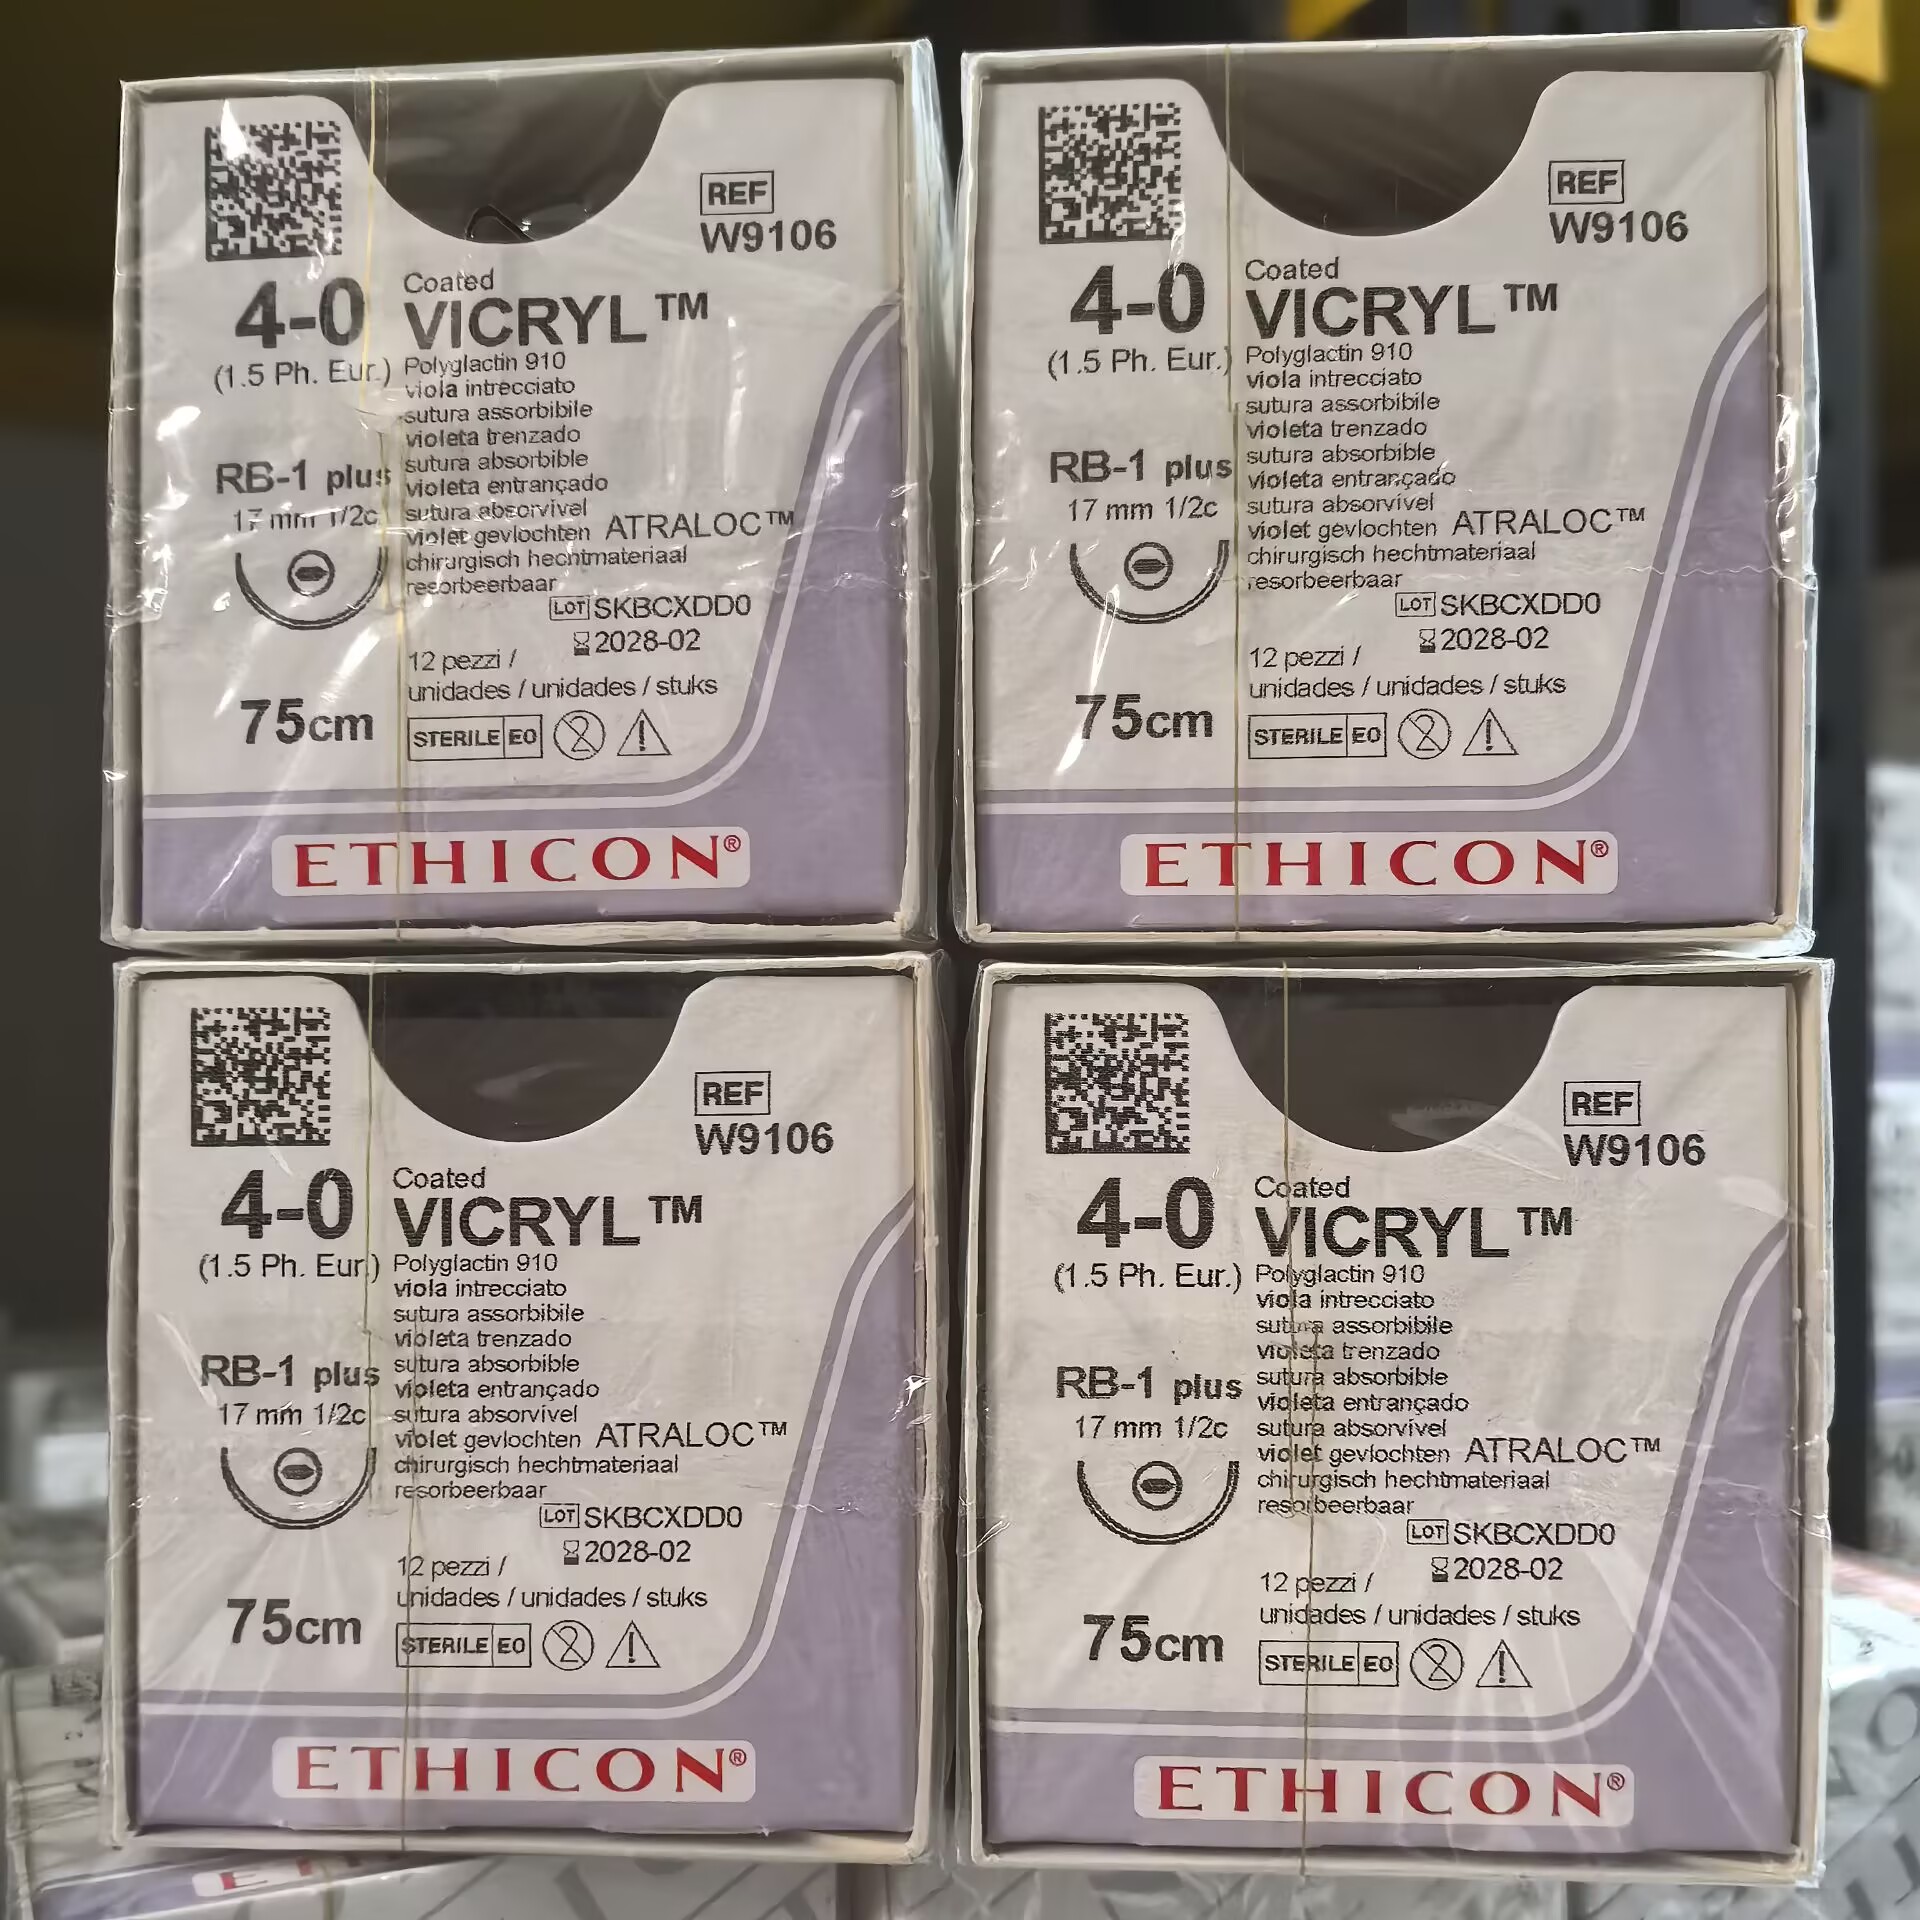 REF
W9106
4-0
(1.5 Ph. Eur.)
Coated
VICRYL™
Polyglactin 910
viola intrecciato
sutura assorbibile
violeta trenzado
sutura absorbible
violeta entrançado
sutura absorvível
violet gevlochten ATRALOC™
chirurgisch hechtmateriaal
resorbeerbaar
RB-1 plus
17 mm 1/2c
LOT SKBCXDD0
2028-02
12 pezzi /
unidades / unidades / stuks
75cm
STERILE EO
2
ETHICON®
REF
W9106
4-0
(1.5 Ph. Eur.)
Coated
VICRYL™
Polyglactin 910
viola intrecciato
sutura assorbibile
violeta trenzado
sutura absorbible
violeta entrançado
sutura absorvível
violet gevlochten ATRALOC™
chirurgisch hechtmateriaal
resorbeerbaar
RB-1 plus
17 mm 1/2c
LOT SKBCXDD0
2028-02
12 pezzi /
unidades / unidades / stuks
75cm
STERILE EO
2
ETHICON®
REF
W9106
4-0
(1.5 Ph. Eur.)
Coated
VICRYL™
Polyglactin 910
viola intrecciato
sutura assorbibile
violeta trenzado
sutura absorbible
violeta entrançado
sutura absorvível
violet gevlochten ATRALOC™
chirurgisch hechtmateriaal
resorbeerbaar
RB-1 plus
17 mm 1/2c
LOT SKBCXDD0
2028-02
12 pezzi /
unidades / unidades / stuks
75cm
STERILE EO
2
ETHICON®
REF
W9106
4-0
(1.5 Ph. Eur.)
Coated
VICRYL™
Polyglactin 910
viola intrecciato
sutura assorbibile
violeta trenzado
sutura absorbible
violeta entrançado
sutura absorvível
violet gevlochten ATRALOC™
chirurgisch hechtmateriaal
resorbeerbaar
RB-1 plus
17 mm 1/2c
LOT SKBCXDD0
2028-02
12 pezzi /
unidades / unidades / stuks
75cm
STERILE EO
2
ETHICON®